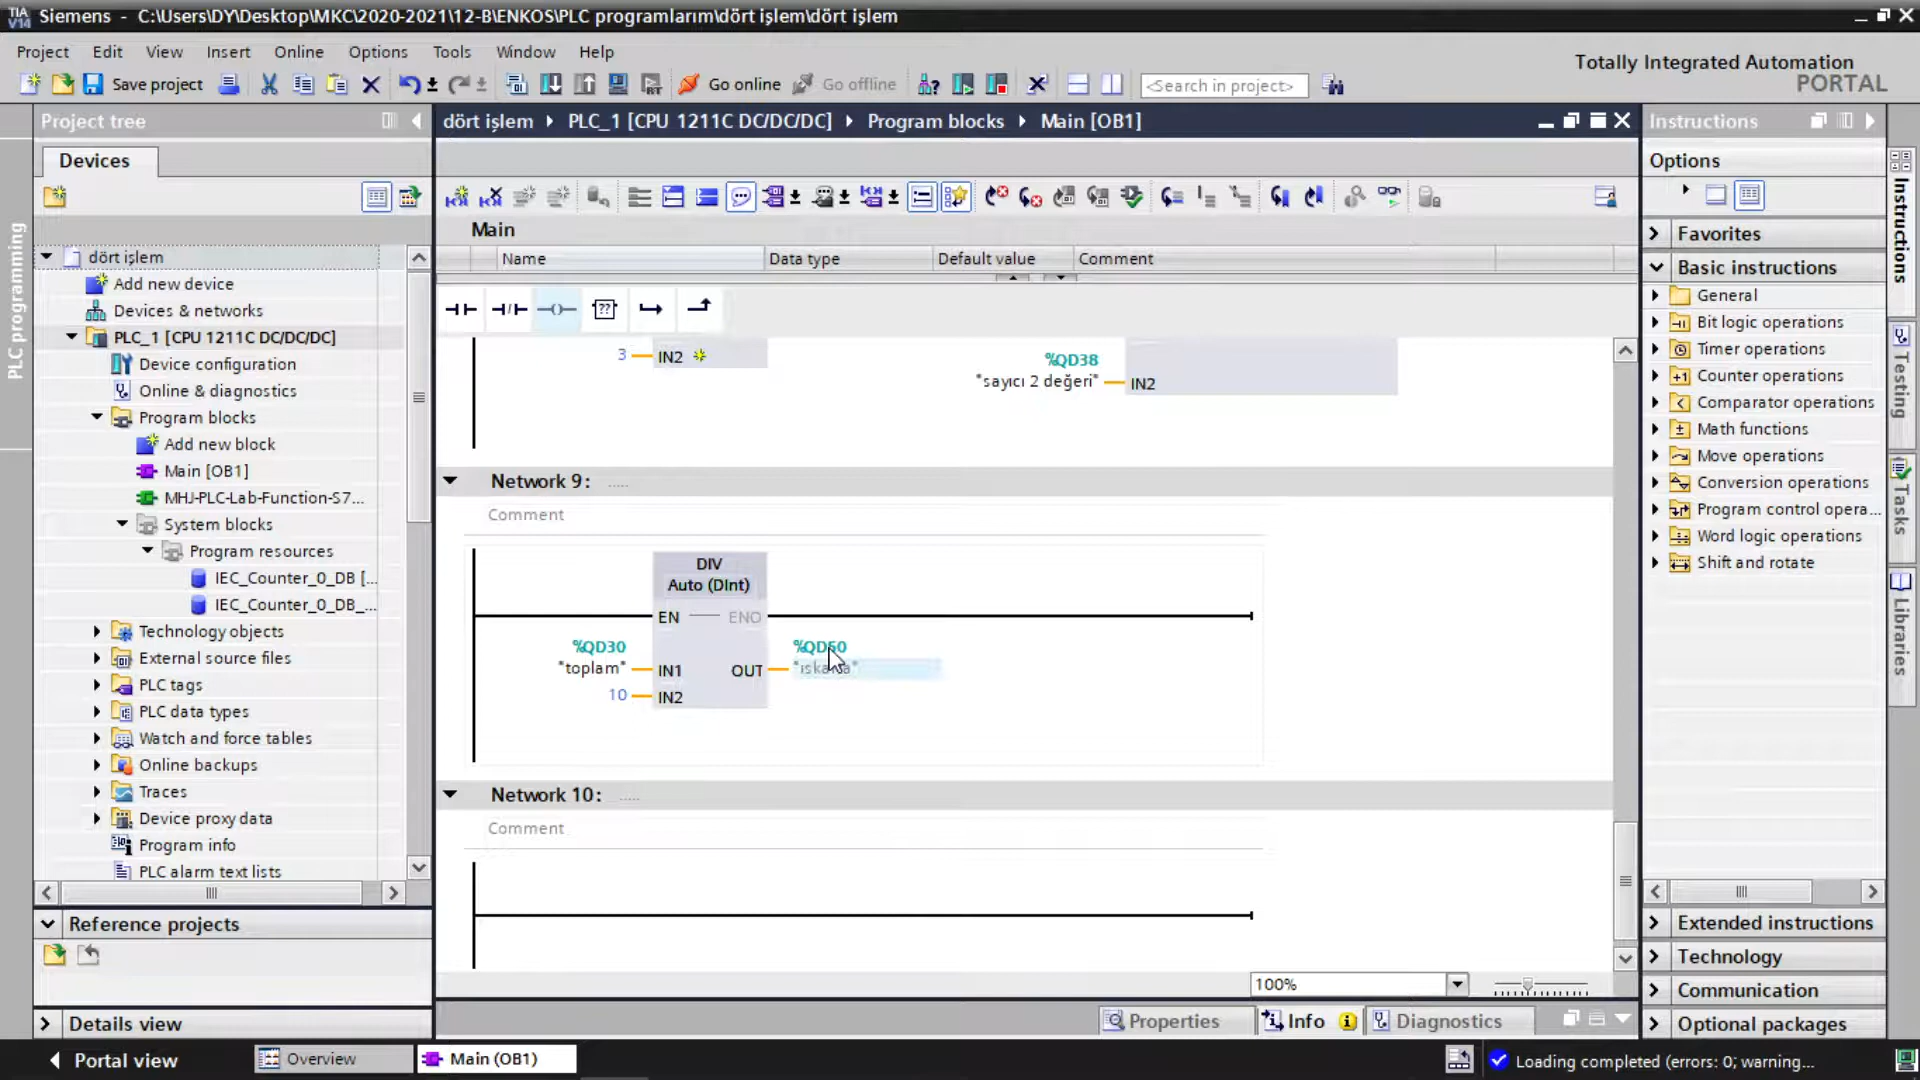 TIA V14 Siemens - C:\Users\DY\Desktop\MKC\2020-2021\12-B\ENKOS\PLC programlarım\dört işlem\dört işlem
Project Edit View Insert Online Options Tools Window Help
Totally Integrated Automation
PORTAL
Save project Go online Go offline <Search in project>
Project tree
dört işlem PLC_1 [CPU 1211C DC/DC/DC] Program blocks Main [OB1]
Instructions
Devices
Options
PLC programming
Main
Name Data type Default value Comment
dört işlem
Add new device
Devices & networks
PLC_1 [CPU 1211C DC/DC/DC]
Device configuration
Online & diagnostics
Program blocks
Add new block
Main [OB1]
MHJ-PLC-Lab-Function-S7...
System blocks
Program resources
IEC_Counter_0_DB [...
IEC_Counter_0_DB_...
Technology objects
External source files
PLC tags
PLC data types
Watch and force tables
Online backups
Traces
Device proxy data
Program info
PLC alarm text lists
Reference projects
Details view
??
3 IN2
%QD38
"sayıcı 2 değeri" IN2
Network 9: .....
Comment
DIV
Auto (DInt)
EN ENO
%QD30
"toplam" IN1
%QD50
OUT
10 IN2
Network 10: .....
Comment
100%
Properties Info Diagnostics
Favorites
Basic instructions
General
Bit logic operations
Timer operations
Counter operations
Comparator operations
Math functions
Move operations
Conversion operations
Program control opera...
Word logic operations
Shift and rotate
Extended instructions
Technology
Communication
Optional packages
Instructions
Testing
Tasks
Libraries
Portal view Overview Main (OB1)
Loading completed (errors: 0; warning...